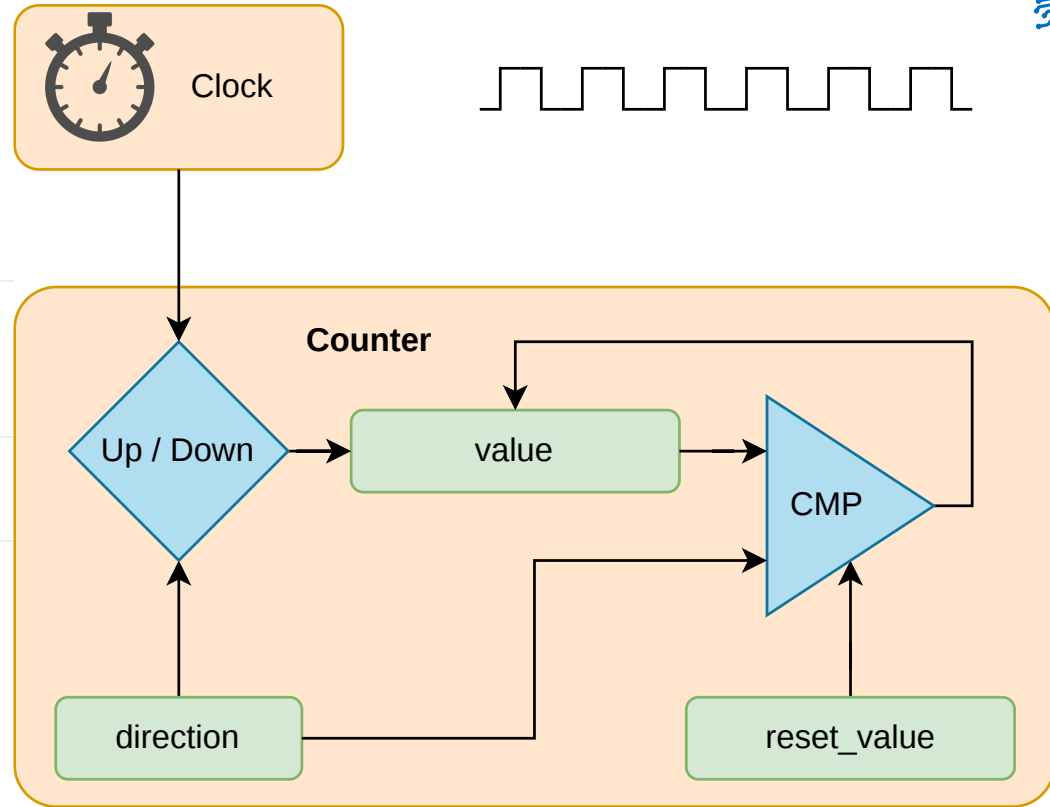 Clock
Counter
Up / Down
value
CMP
direction
reset_value